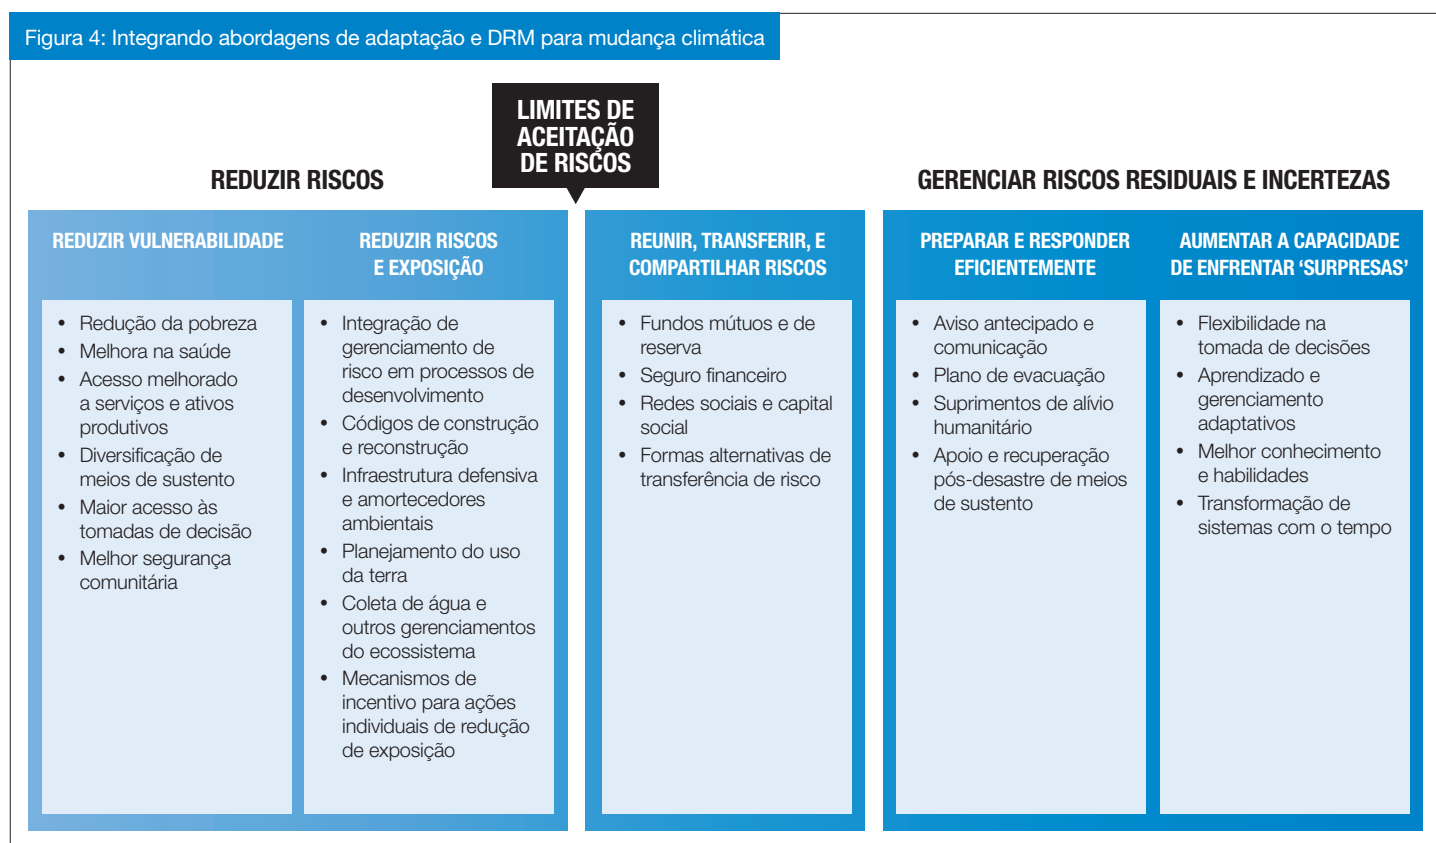 Figura 4: Integrando abordagens de adaptação e DRM para mudança climática
LIMITES DE
ACEITAÇÃO
DE RISCOS
REDUZIR RISCOS
GERENCIAR RISCOS RESIDUAIS E INCERTEZAS
REDUZIR VULNERABILIDADE
• Redução da pobreza
• Melhora na saúde
• Acesso melhorado
a serviços e ativos
produtivos
• Diversificação de
meios de sustento
• Maior acesso às
tomadas de decisão
• Melhor segurança
comunitária
REDUZIR RISCOS
E EXPOSIÇÃO
• Integração de
gerenciamento de
risco em processos de
desenvolvimento
• Códigos de construção
e reconstrução
• Infraestrutura defensiva
e amortecedores
ambientais
• Planejamento do uso
da terra
• Coleta de água e
outros gerenciamentos
do ecossistema
• Mecanismos de
incentivo para ações
individuais de redução
de exposição
REUNIR, TRANSFERIR, E
COMPARTILHAR RISCOS
• Fundos mútuos e de
reserva
• Seguro financeiro
• Redes sociais e capital
social
• Formas alternativas de
transferência de risco
PREPARAR E RESPONDER
EFICIENTEMENTE
• Aviso antecipado e
comunicação
• Plano de evacuação
• Suprimentos de alívio
humanitário
• Apoio e recuperação
pós-desastre de meios
de sustento
AUMENTAR A CAPACIDADE
DE ENFRENTAR ‘SURPRESAS’
• Flexibilidade na
tomada de decisões
• Aprendizado e
gerenciamento
adaptativos
• Melhor conhecimento
e habilidades
• Transformação de
sistemas com o tempo